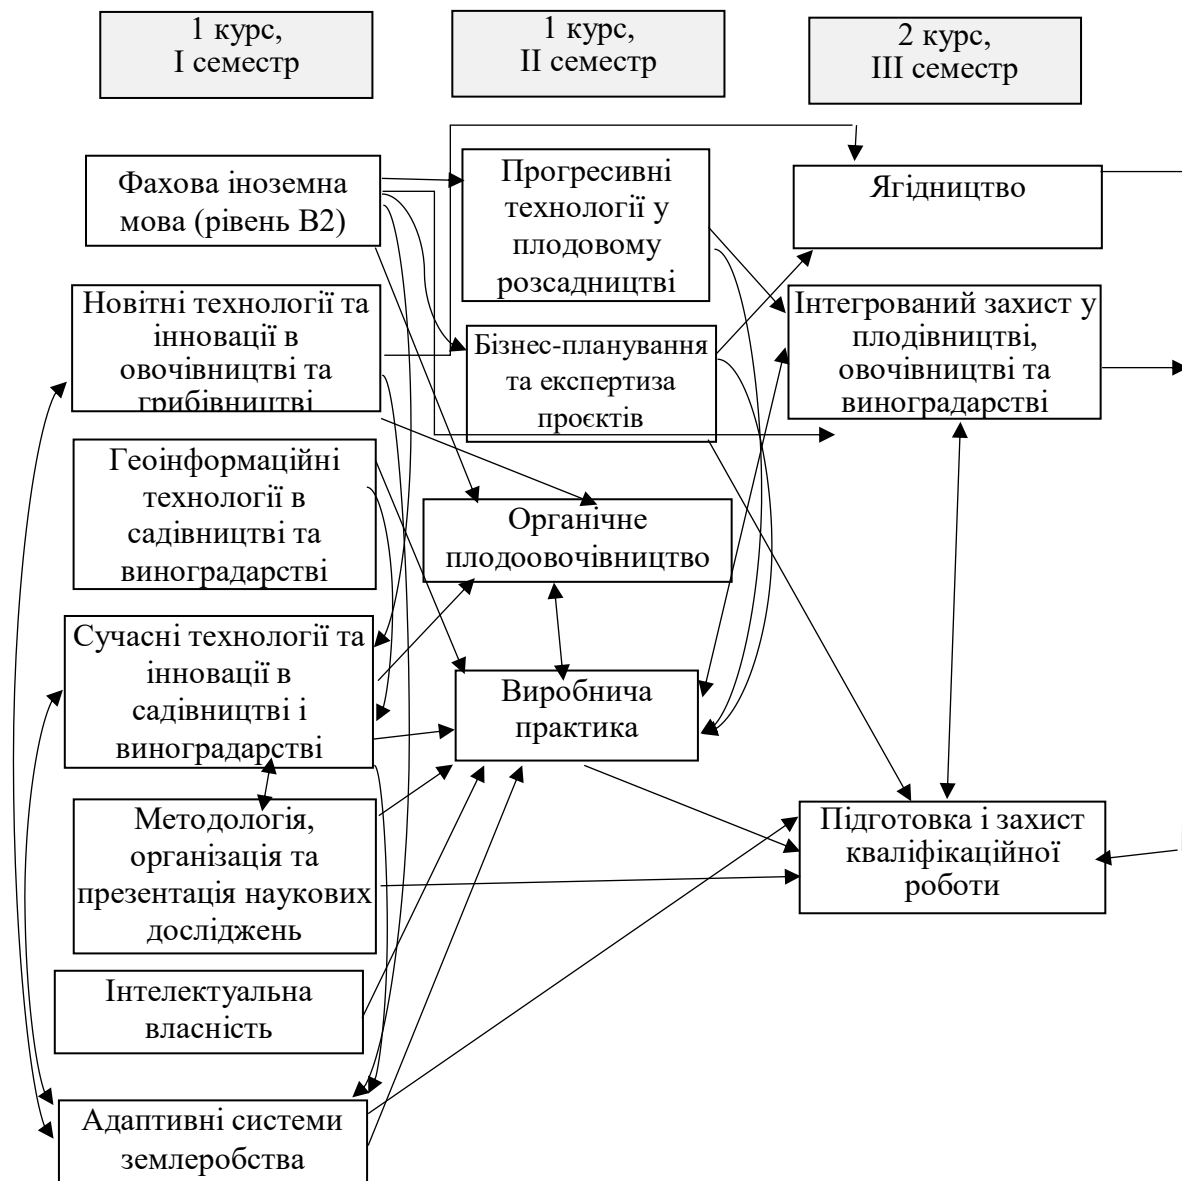 1 курс,
І семестр
1 курс,
ІІ семестр
2 курс,
ІІІ семестр
Фахова іноземна
мова (рівень В2)
Новітні технології та
інновації в
овочівництві та
грибівництві
Геоінформаційні
технології в
садівництві та
виноградарстві
Сучасні технології та
інновації в
садівництві і
виноградарстві
Методологія,
організація та
презентація наукових
досліджень
Інтелектуальна
власність
Адаптивні системи
землеробства
Прогресивні
технології у
плодовому
розсадництві
Бізнес-планування
та експертиза
проєктів
Органічне
плодоовочівництво
Виробнича
практика
Ягідництво
Інтегрований захист у
плодівництві,
овочівництві та
виноградарстві
Підготовка і захист
кваліфікаційної
роботи